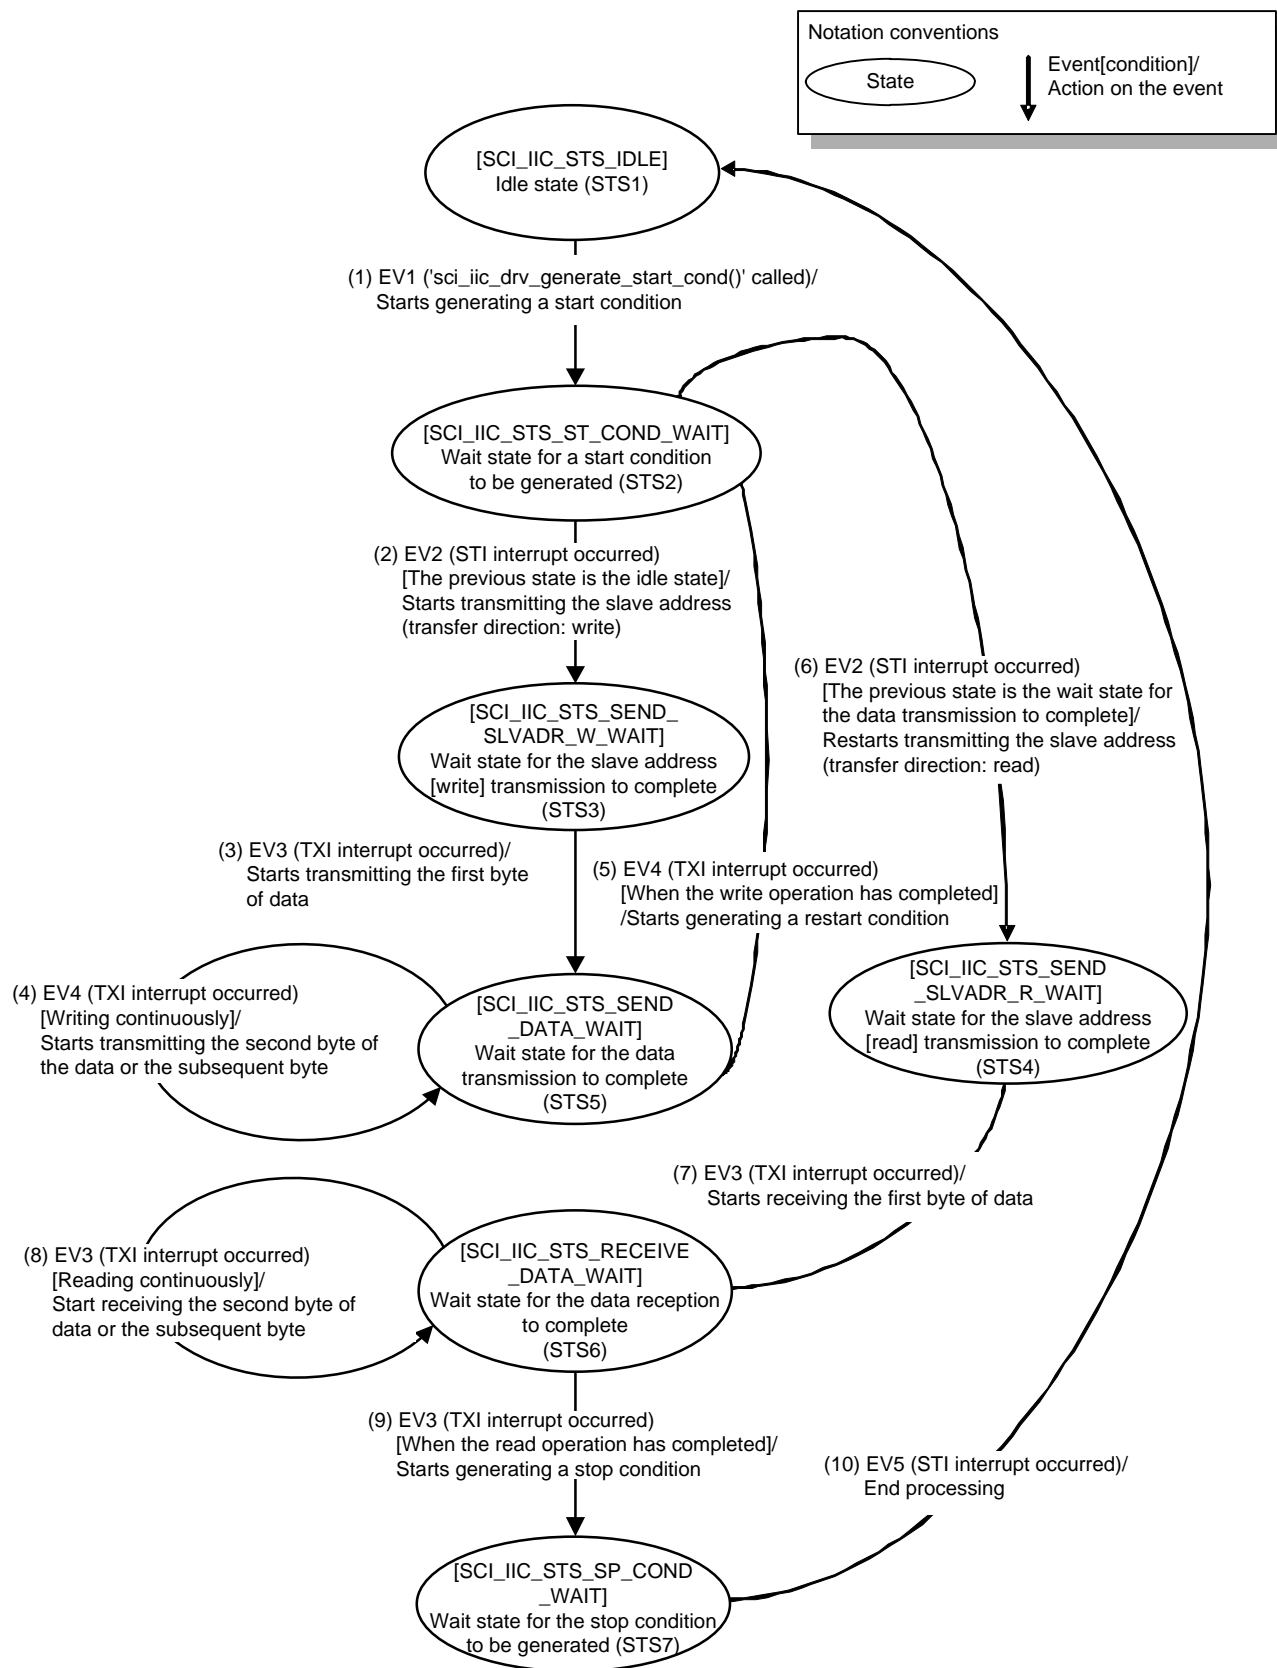 Notation conventions
State
Event[condition]/
Action on the event
[SCI_IIC_STS_IDLE]
Idle state (STS1)
(1) EV1 ('sci_iic_drv_generate_start_cond()' called)/
Starts generating a start condition
[SCI_IIC_STS_ST_COND_WAIT]
Wait state for a start condition
to be generated (STS2)
(2) EV2 (STI interrupt occurred)
[The previous state is the idle state]/
Starts transmitting the slave address
(transfer direction: write)
(6) EV2 (STI interrupt occurred)
[The previous state is the wait state for
the data transmission to complete]/
Restarts transmitting the slave address
(transfer direction: read)
[SCI_IIC_STS_SEND_
SLVADR_W_WAIT]
Wait state for the slave address
[write] transmission to complete
(STS3)
(3) EV3 (TXI interrupt occurred)/
Starts transmitting the first byte
of data
(5) EV4 (TXI interrupt occurred)
[When the write operation has completed]
/Starts generating a restart condition
(4) EV4 (TXI interrupt occurred)
[Writing continuously]/
Starts transmitting the second byte of
the data or the subsequent byte
[SCI_IIC_STS_SEND
_DATA_WAIT]
Wait state for the data
transmission to complete
(STS5)
[SCI_IIC_STS_SEND
_SLVADR_R_WAIT]
Wait state for the slave address
[read] transmission to complete
(STS4)
(7) EV3 (TXI interrupt occurred)/
Starts receiving the first byte of data
(8) EV3 (TXI interrupt occurred)
[Reading continuously]/
Start receiving the second byte of
data or the subsequent byte
[SCI_IIC_STS_RECEIVE
_DATA_WAIT]
Wait state for the data reception
to complete
(STS6)
(9) EV3 (TXI interrupt occurred)
[When the read operation has completed]/
Starts generating a stop condition
(10) EV5 (STI interrupt occurred)/
End processing
[SCI_IIC_STS_SP_COND
_WAIT]
Wait state for the stop condition
to be generated (STS7)